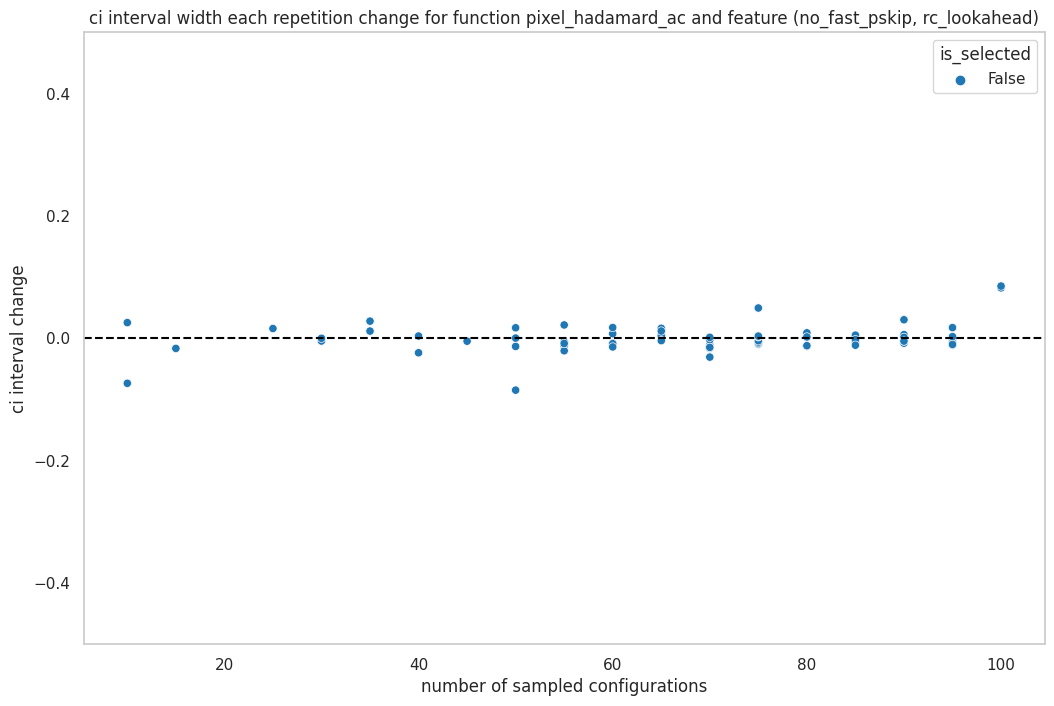 ci interval width each repetition change for function pixel_hadamard_ac and feature (no_fast_pskip, rc_lookahead)
is_selected
False
ci interval change
0.4
0.2
0.0
−0.2
−0.4
20
40
60
80
100
number of sampled configurations